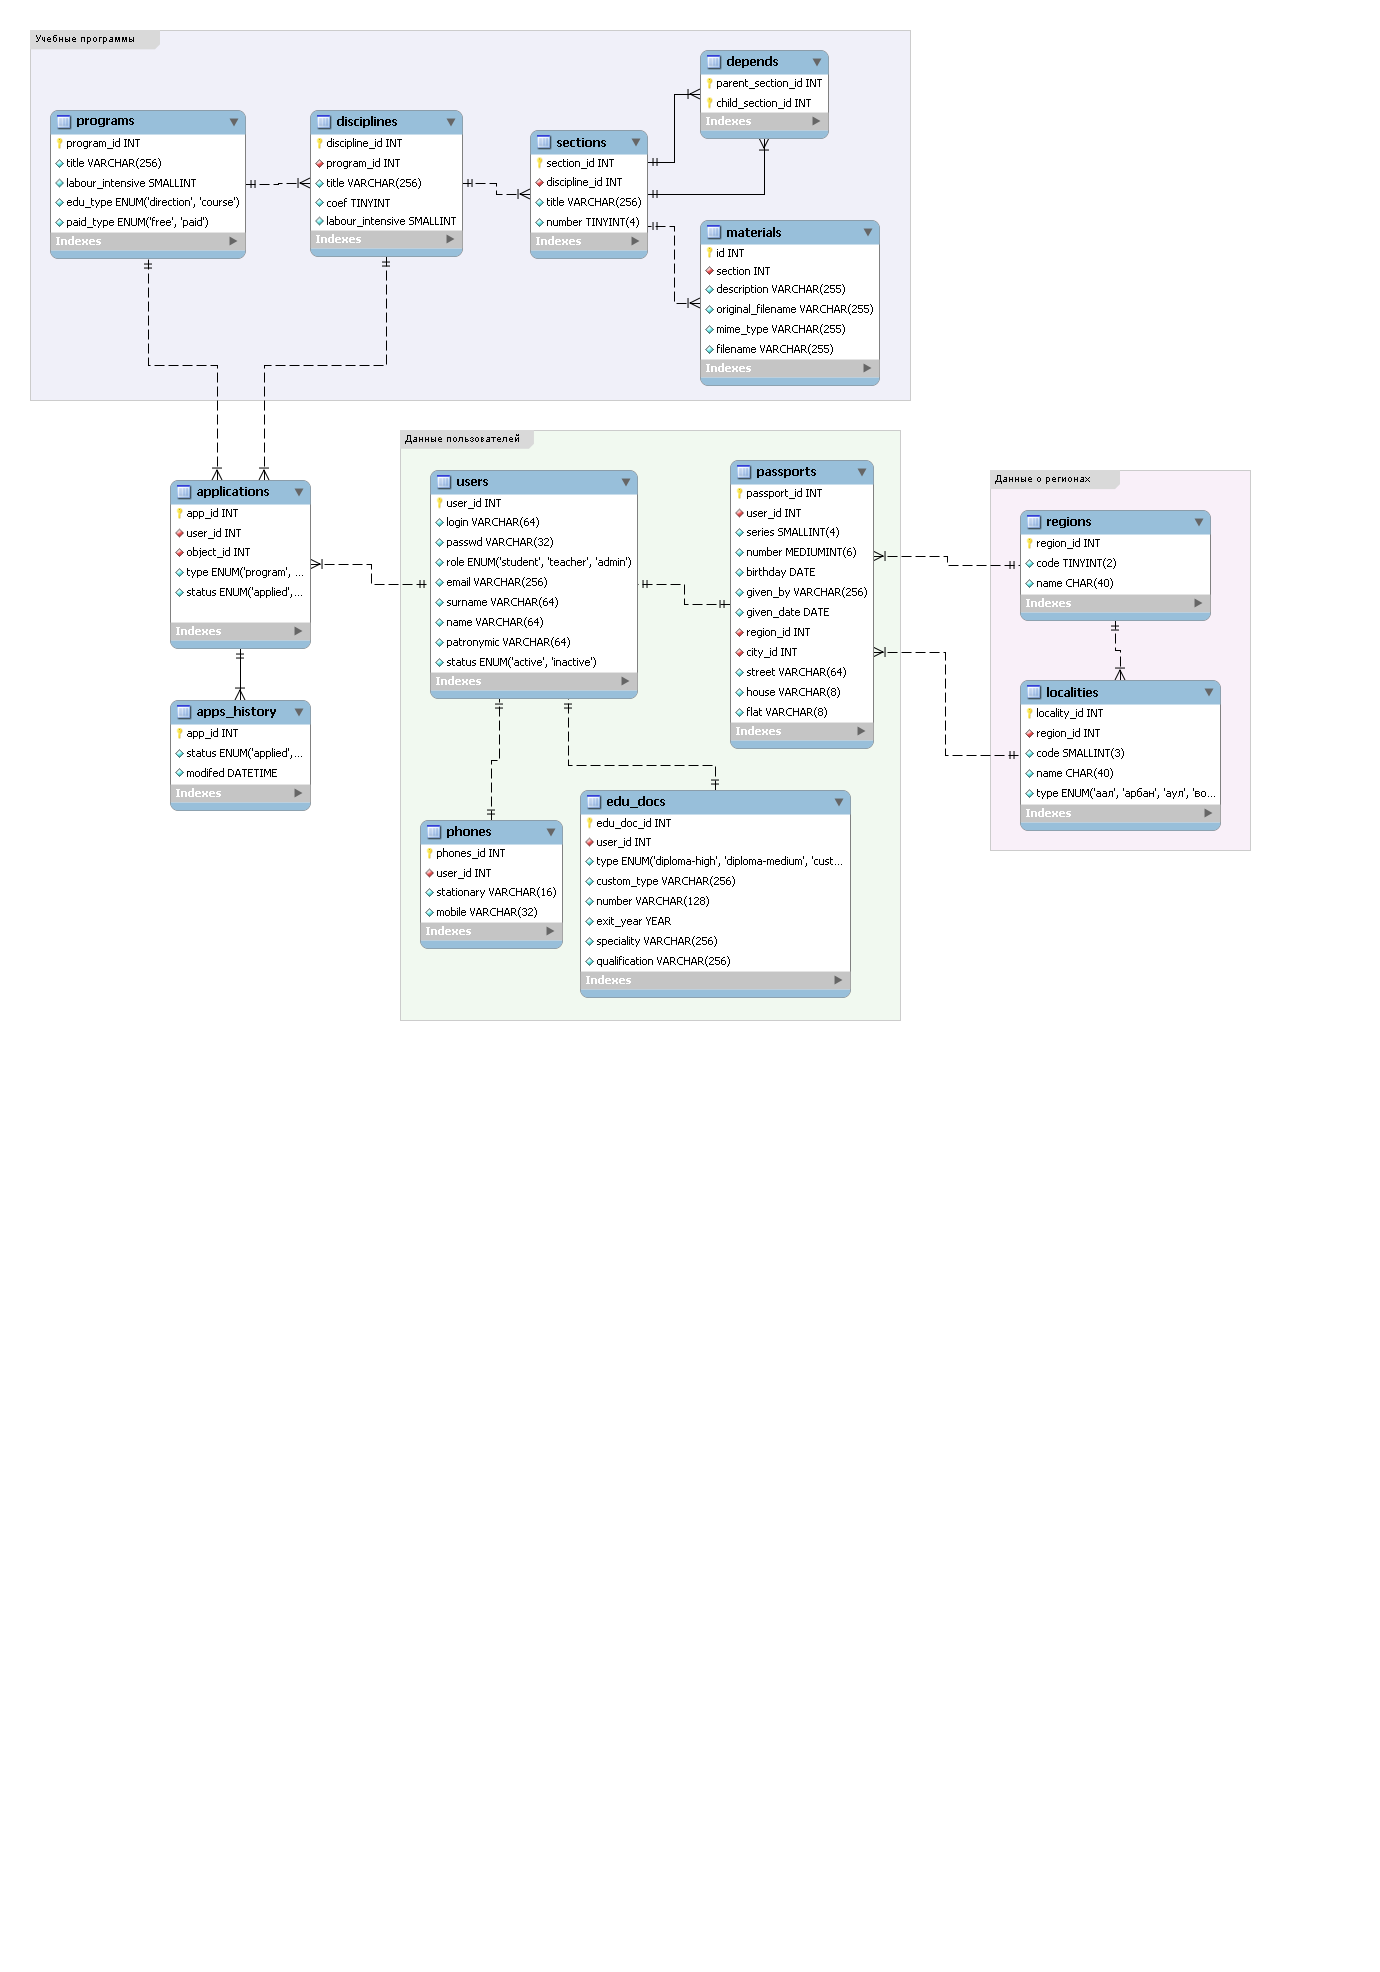 Учебные программы
programs
program_id INT
title VARCHAR(256)
labour_intensive SMALLINT
edu_type ENUM('direction', 'course')
paid_type ENUM('free', 'paid')
Indexes
disciplines
discipline_id INT
program_id INT
title VARCHAR(256)
coef TINYINT
labour_intensive SMALLINT
Indexes
sections
section_id INT
discipline_id INT
title VARCHAR(256)
number TINYINT(4)
Indexes
depends
parent_section_id INT
child_section_id INT
Indexes
materials
id INT
section INT
description VARCHAR(255)
original_filename VARCHAR(255)
mime_type VARCHAR(255)
filename VARCHAR(255)
Indexes
applications
app_id INT
user_id INT
object_id INT
type ENUM('program', ...
status ENUM('applied',...
Indexes
apps_history
app_id INT
status ENUM('applied',...
modifed DATETIME
Indexes
Данные пользователей
users
user_id INT
login VARCHAR(64)
passwd VARCHAR(32)
role ENUM('student', 'teacher', 'admin')
email VARCHAR(256)
surname VARCHAR(64)
name VARCHAR(64)
patronymic VARCHAR(64)
status ENUM('active', 'inactive')
Indexes
passports
passport_id INT
user_id INT
series SMALLINT(4)
number MEDIUMINT(6)
birthday DATE
given_by VARCHAR(256)
given_date DATE
region_id INT
city_id INT
street VARCHAR(64)
house VARCHAR(8)
flat VARCHAR(8)
Indexes
phones
phones_id INT
user_id INT
stationary VARCHAR(16)
mobile VARCHAR(32)
Indexes
edu_docs
edu_doc_id INT
user_id INT
type ENUM('diploma-high', 'diploma-medium', 'cust...
custom_type VARCHAR(256)
number VARCHAR(128)
exit_year YEAR
speciality VARCHAR(256)
qualification VARCHAR(256)
Indexes
Данные о регионах
regions
region_id INT
code TINYINT(2)
name CHAR(40)
Indexes
localities
locality_id INT
region_id INT
code SMALLINT(3)
name CHAR(40)
type ENUM('аал', 'арбан', 'аул', 'во...
Indexes